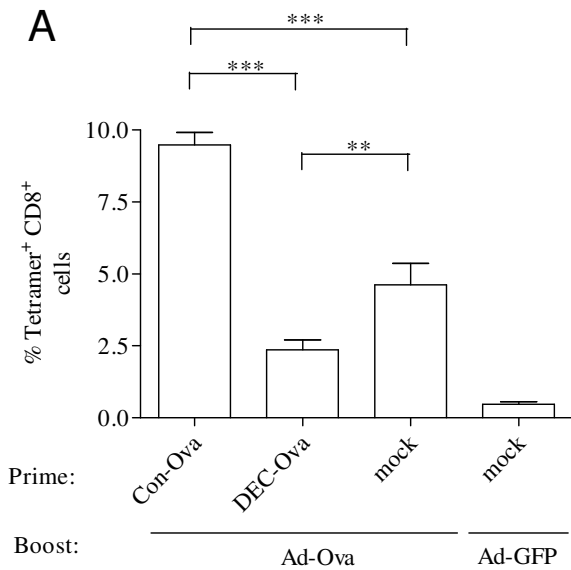 A
***
***
**
10.0
7.5
5.0
2.5
0.0
% Tetramer⁺ CD8⁺
cells
Prime: Con-Ova DEC-Ova mock mock
Boost: Ad-Ova Ad-GFP